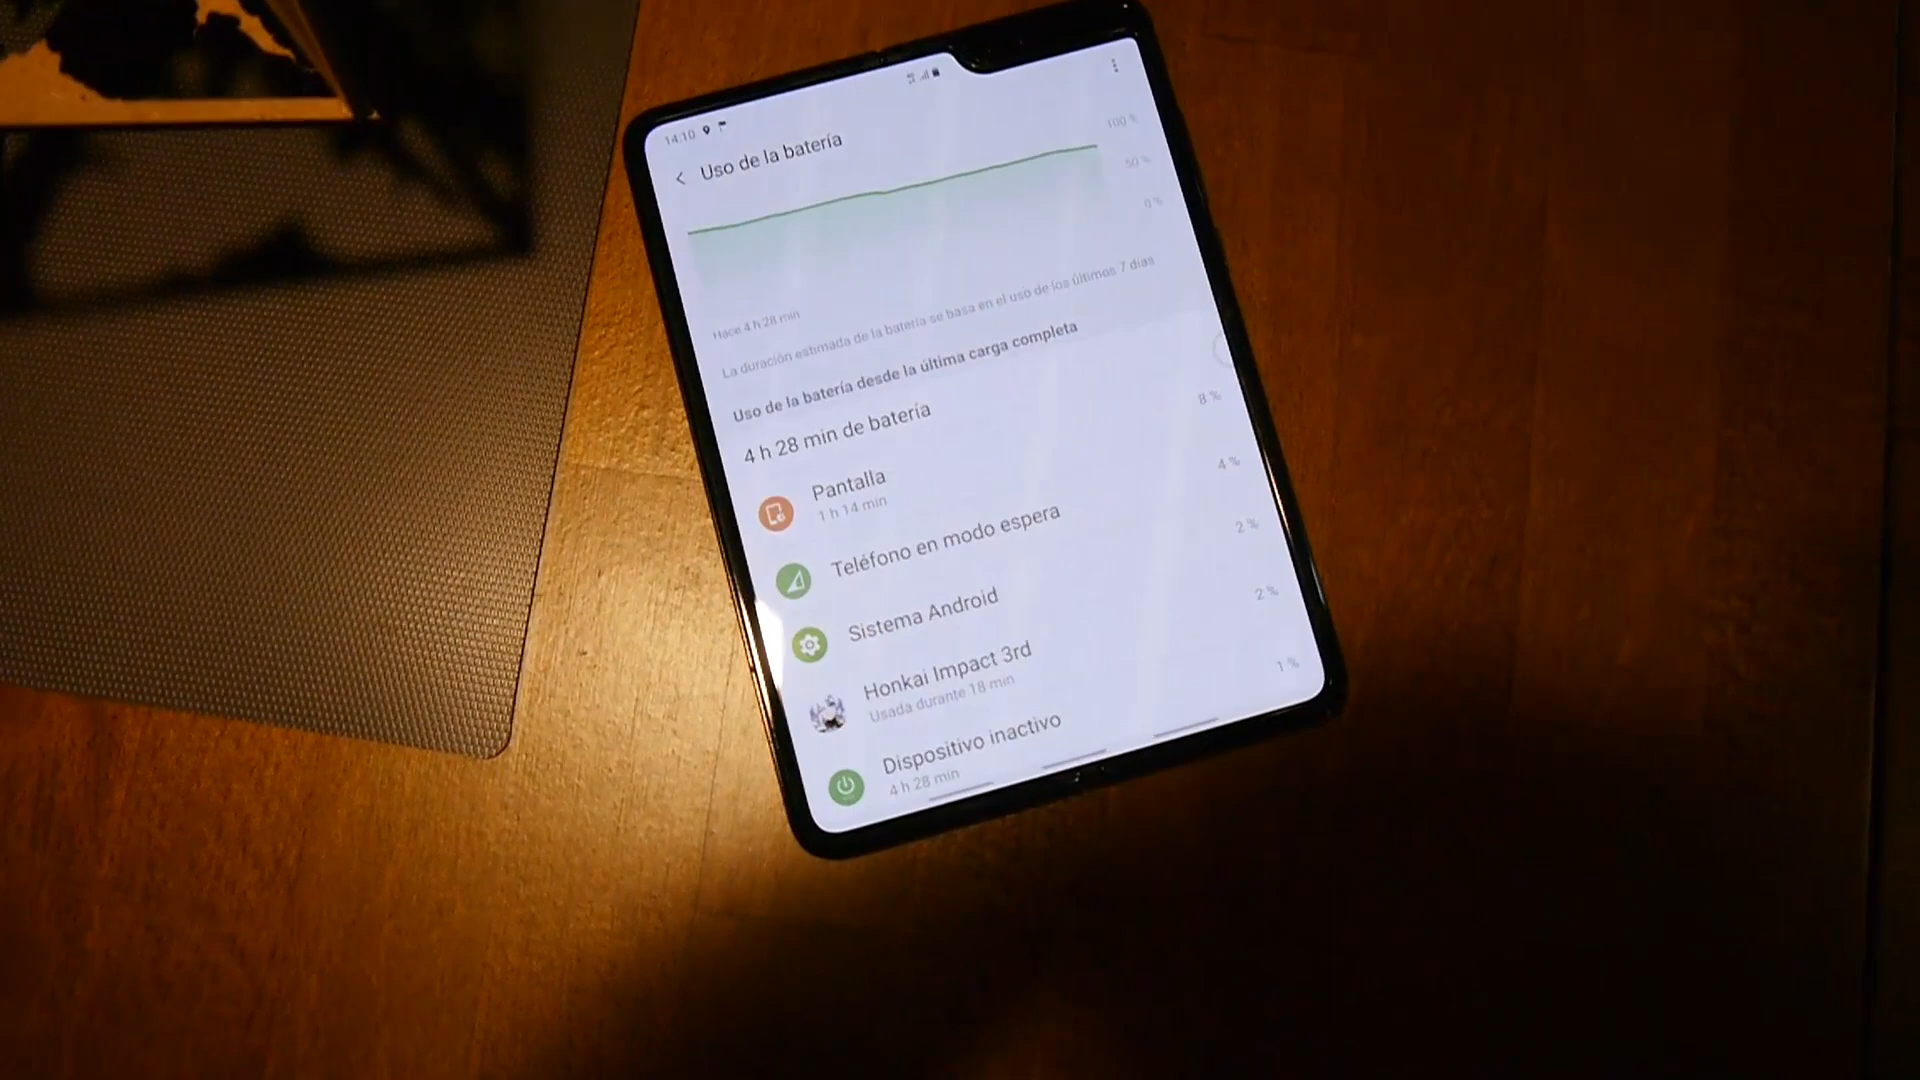 14:10
Uso de la batería
100 %
50 %
0 %
Hace 4 h 28 min
La duración estimada de la batería se basa en el uso de los últimos 7 días
Uso de la batería desde la última carga completa
4 h 28 min de batería
Pantalla
8 %
1 h 14 min
Teléfono en modo espera
4 %
Sistema Android
2 %
Honkai Impact 3rd
2 %
Usada durante 18 min
Dispositivo inactivo
1 %
4 h 28 min